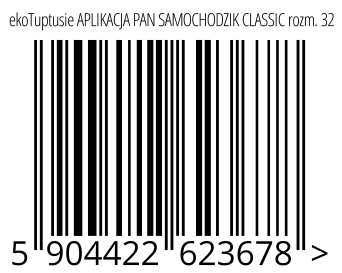 ekoTuptusie APLIKACJA PAN SAMOCHODZIK CLASSIC rozm. 32
5 904422 623678 >